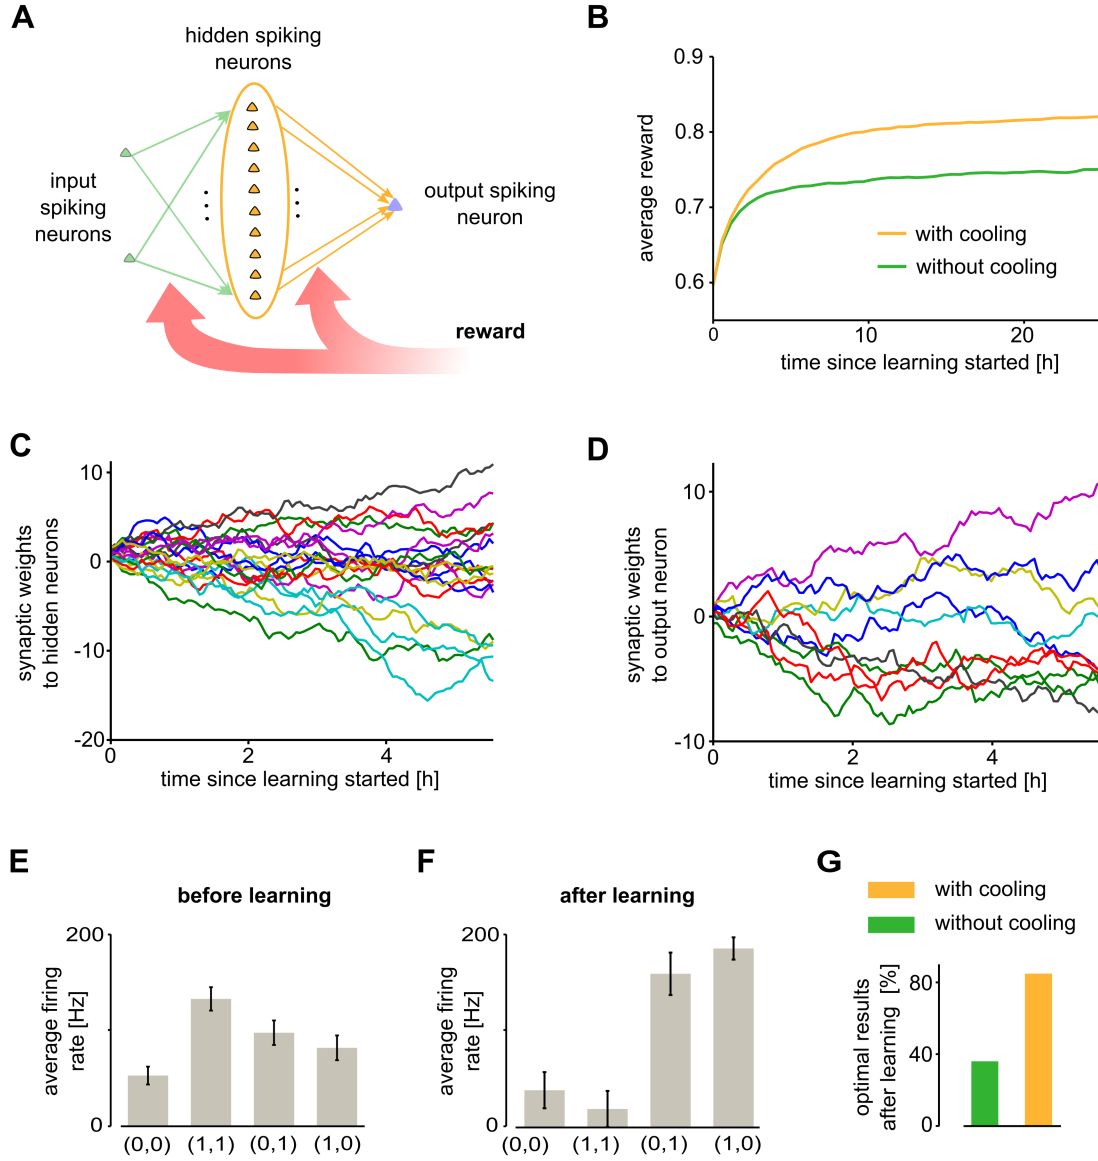 A
hidden spiking
neurons
input
spiking
neurons
output spiking
neuron
reward
B
0.9
0.8
0.7
0.6
average reward
with cooling
without cooling
0
10
20
time since learning started [h]
C
10
0
-10
-20
synaptic weights
to hidden neurons
0
2
4
time since learning started [h]
D
10
0
-10
synaptic weights
to output neuron
0
2
4
time since learning started [h]
E
before learning
200
0
average firing
rate [Hz]
(0,0)
(1,1)
(0,1)
(1,0)
F
after learning
200
0
average firing
rate [Hz]
(0,0)
(1,1)
(0,1)
(1,0)
G
with cooling
without cooling
80
40
0
optimal results
after learning [%]